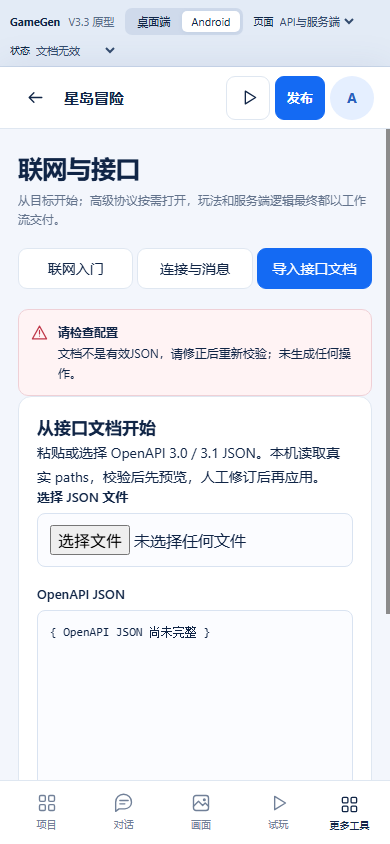 GameGen V3.3 原型 桌面端 Android 页面 API与服务端
状态 文档无效
星岛冒险 发布 A
联网与接口
从目标开始；高级协议按需打开，玩法和服务端逻辑最终都以工作
流交付。
联网入门 连接与消息 导入接口文档
请检查配置
文档不是有效JSON，请修正后重新校验；未生成任何操
作。
从接口文档开始
粘贴或选择 OpenAPI 3.0 / 3.1 JSON。本机读取真
实 paths，校验后先预览，人工修订后再应用。
选择 JSON 文件
选择文件 未选择任何文件
OpenAPI JSON
{ OpenAPI JSON 尚未完整 }
项目 对话 画面 试玩 更多工具